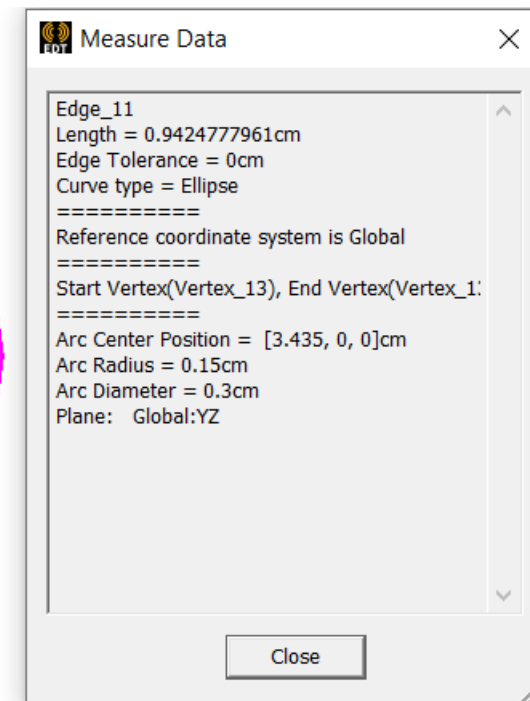 EDT
Measure Data
Edge_11
Length = 0.9424777961cm
Edge Tolerance = 0cm
Curve type = Ellipse
==========
Reference coordinate system is Global
==========
Start Vertex(Vertex_13), End Vertex(Vertex_1
==========
Arc Center Position =  [3.435, 0, 0]cm
Arc Radius = 0.15cm
Arc Diameter = 0.3cm
Plane:   Global:YZ
Close